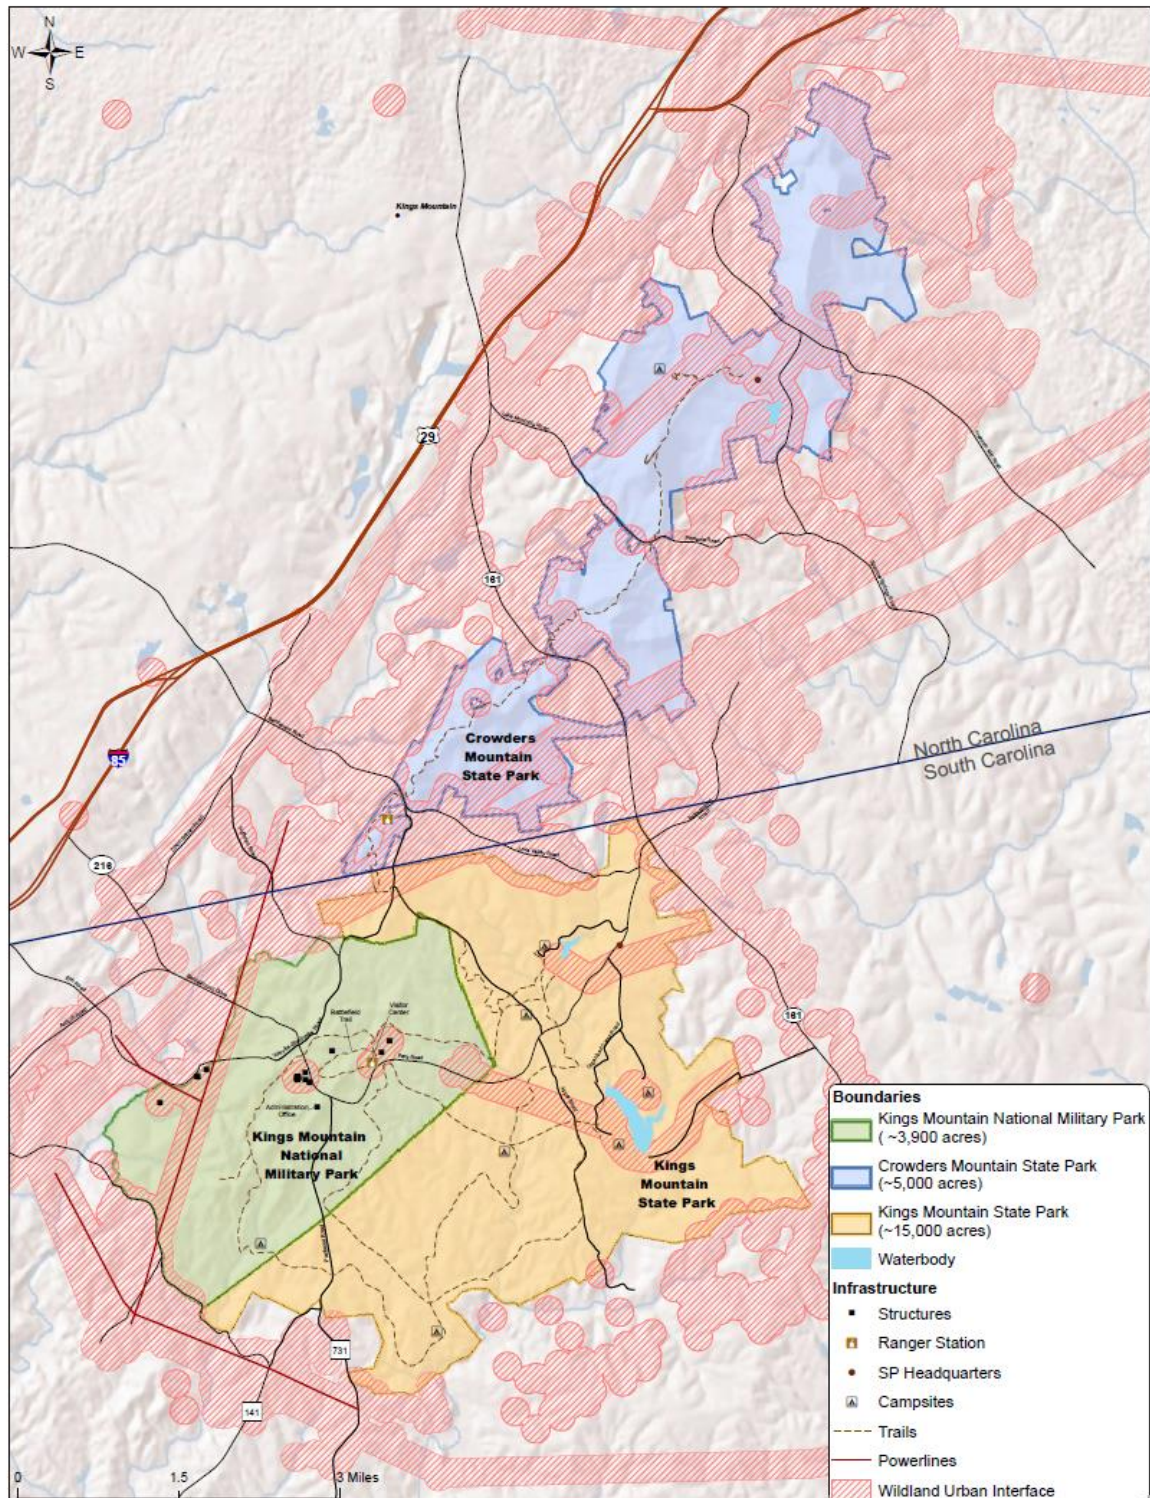 N
W E
S
Kings Mountain
29
161
North Carolina
South Carolina
Crowders
Mountain
State Park
85
216
161
Battlefield
Trail
Visitor
Center
Administration
Office
Kings Mountain
National
Military Park
Kings
Mountain
State Park
731
141
0 1.5 3 Miles
Boundaries
Kings Mountain National Military Park
( ~3,900 acres)
Crowders Mountain State Park
(~5,000 acres)
Kings Mountain State Park
(~15,000 acres)
Waterbody
Infrastructure
Structures
Ranger Station
SP Headquarters
Campsites
Trails
Powerlines
Wildland Urban Interface